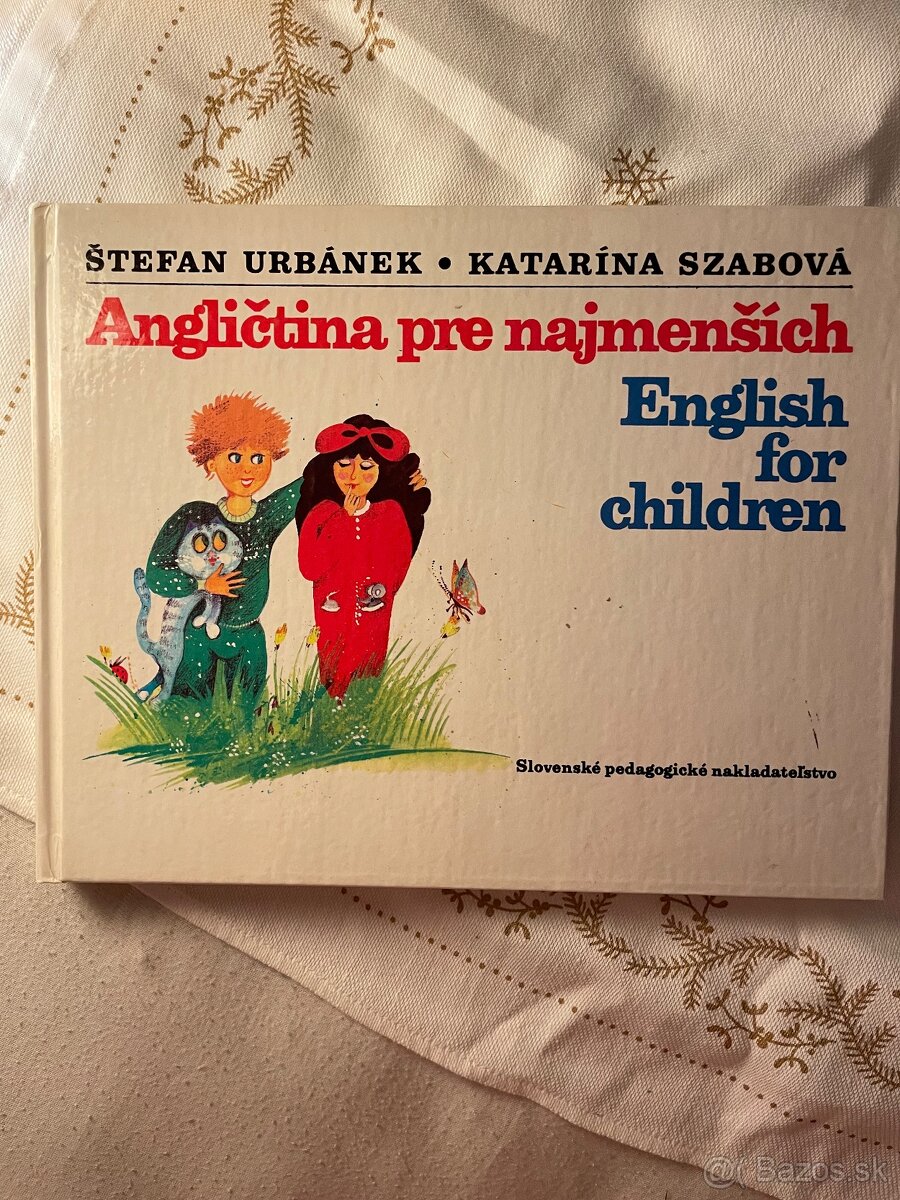 ŠTEFAN URBÁNEK • KATARÍNA SZABOVÁ
Angličtina pre najmenších
English
for
children
Slovenské pedagogické nakladateľstvo
Bazos.sk